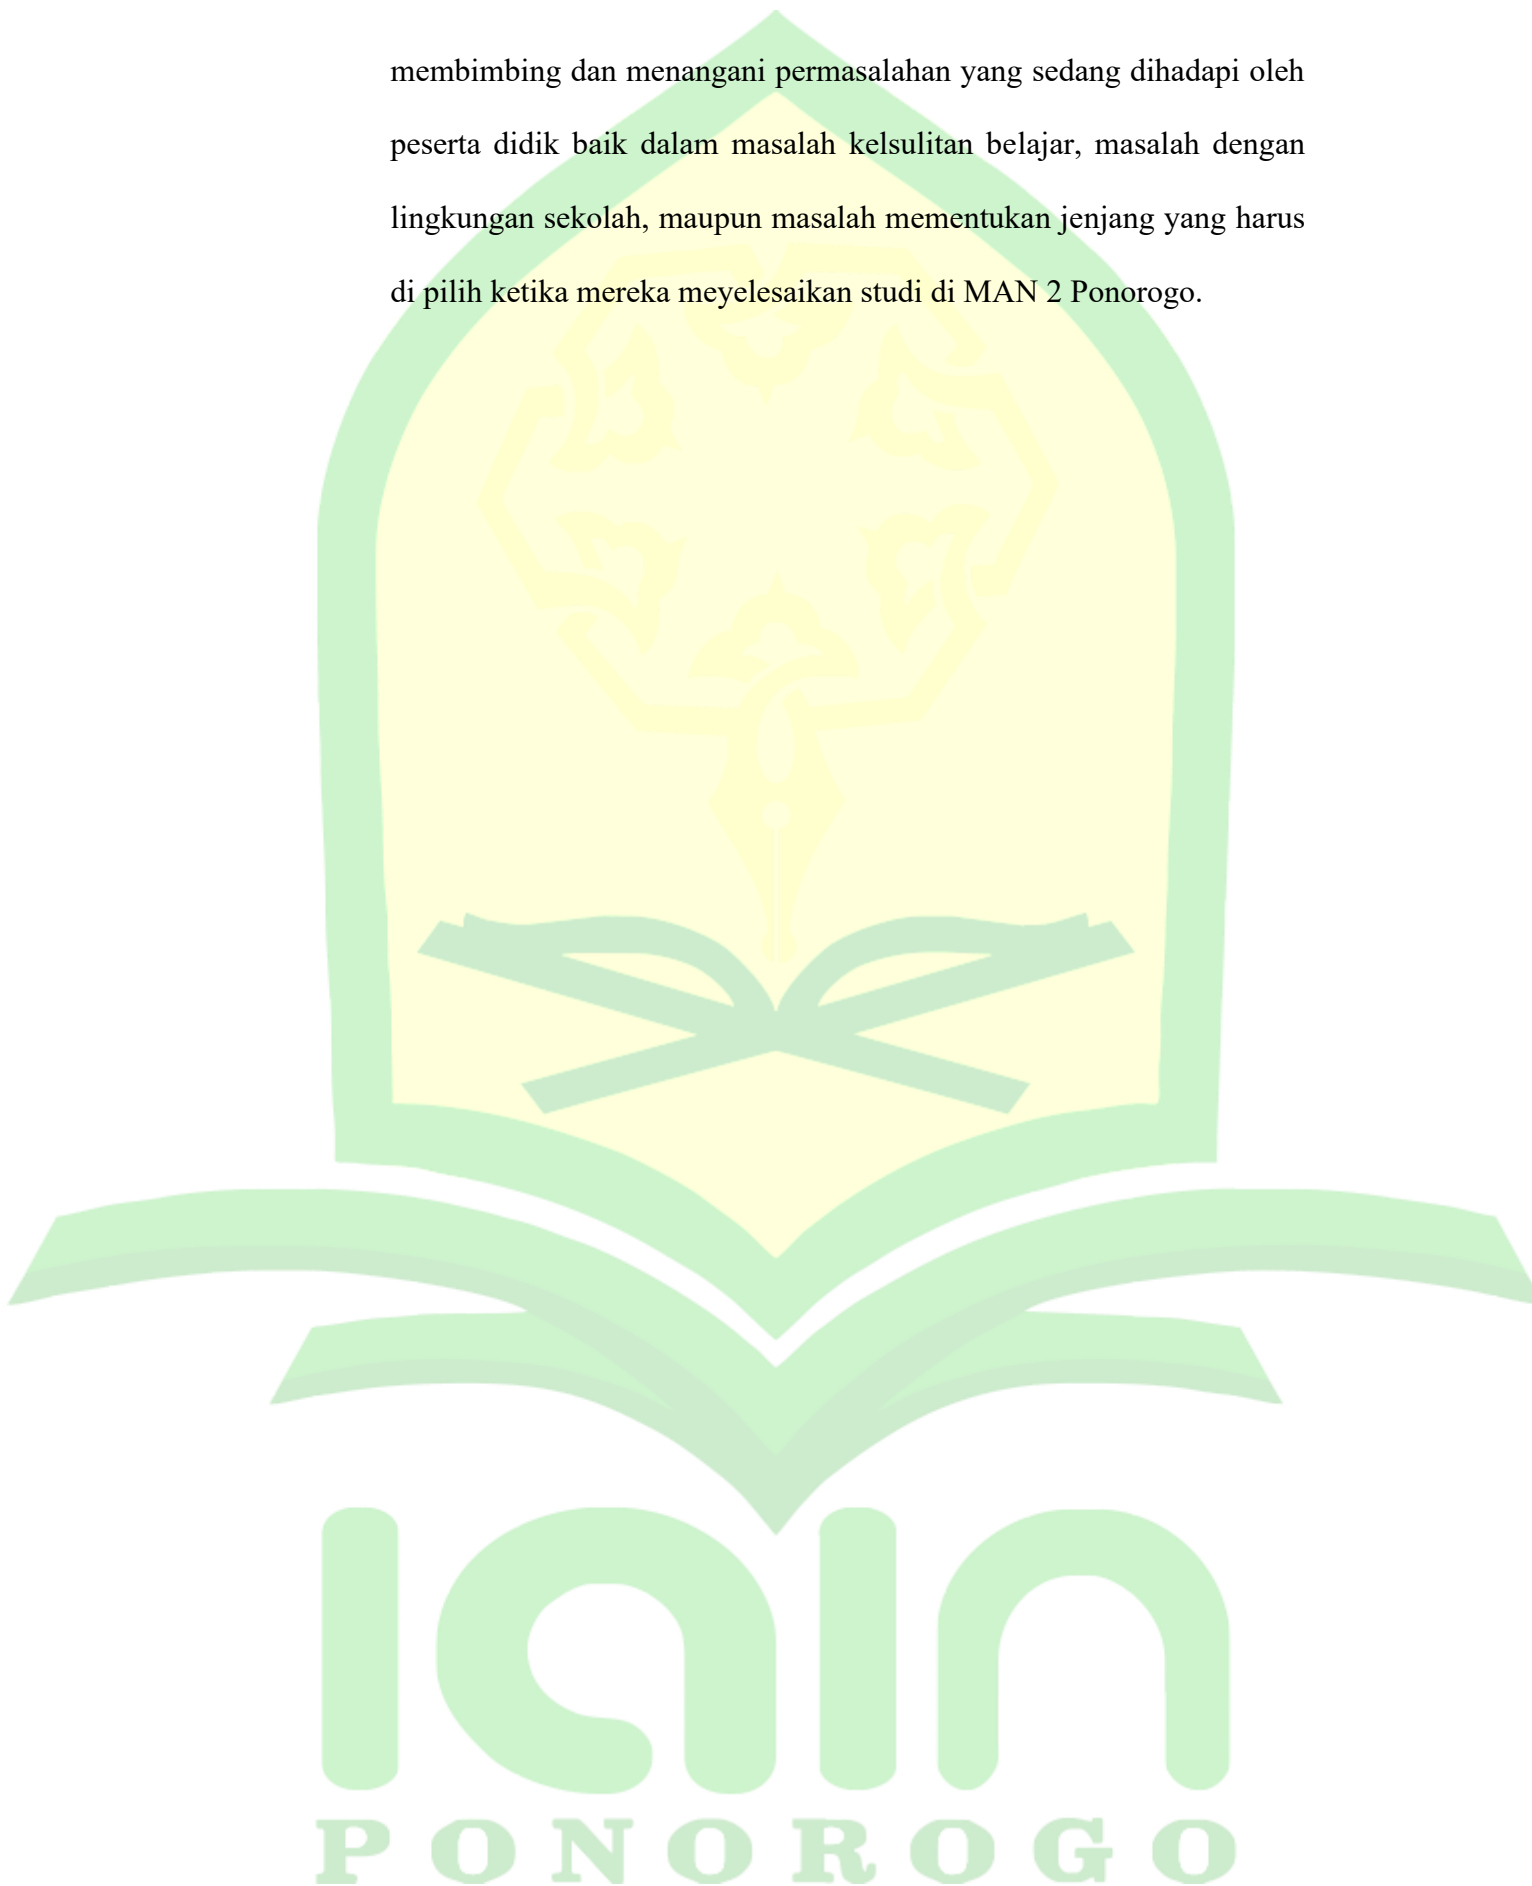 membimbing dan menangani permasalahan yang sedang dihadapi oleh
peserta didik baik dalam masalah kelsulitan belajar, masalah dengan
lingkungan sekolah, maupun masalah mementukan jenjang yang harus
di pilih ketika mereka meyelesaikan studi di MAN 2 Ponorogo.
IAIN
PONOROGO